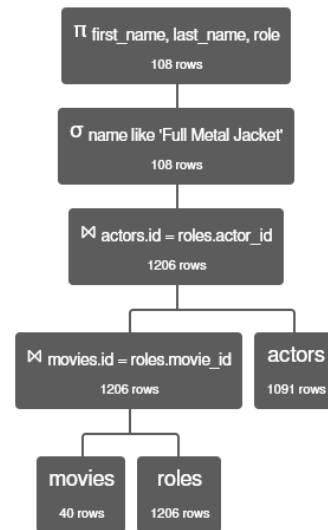 π first_name, last_name, role
108 rows
σ name like 'Full Metal Jacket'
108 rows
⋈ actors.id = roles.actor_id
1206 rows
⋈ movies.id = roles.movie_id
1206 rows
actors
1091 rows
movies
40 rows
roles
1206 rows